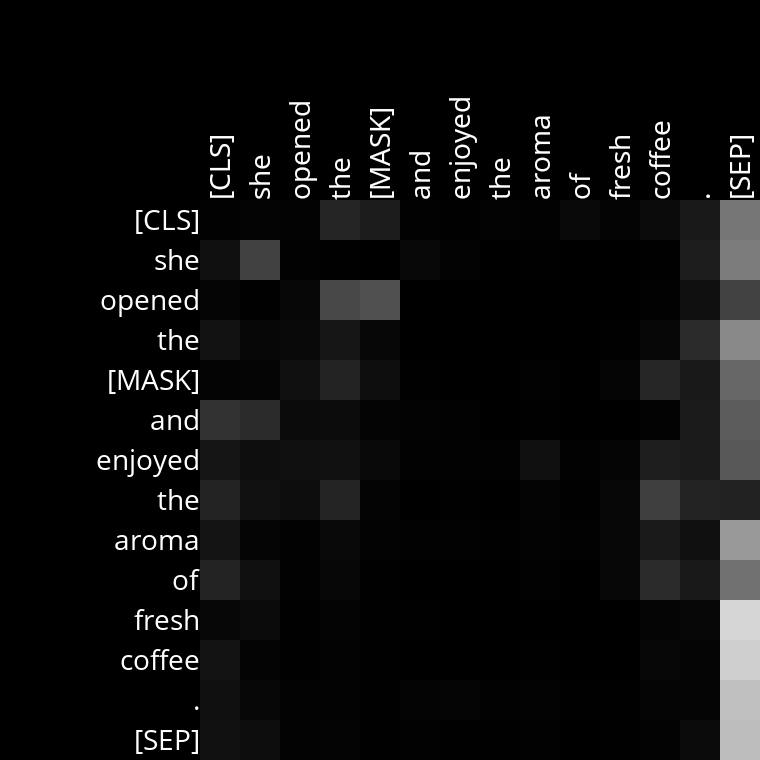 [CLS] she opened the [MASK] and enjoyed the aroma of fresh coffee . [SEP]
[CLS]
she
opened
the
[MASK]
and
enjoyed
the
aroma
of
fresh
coffee
.
[SEP]